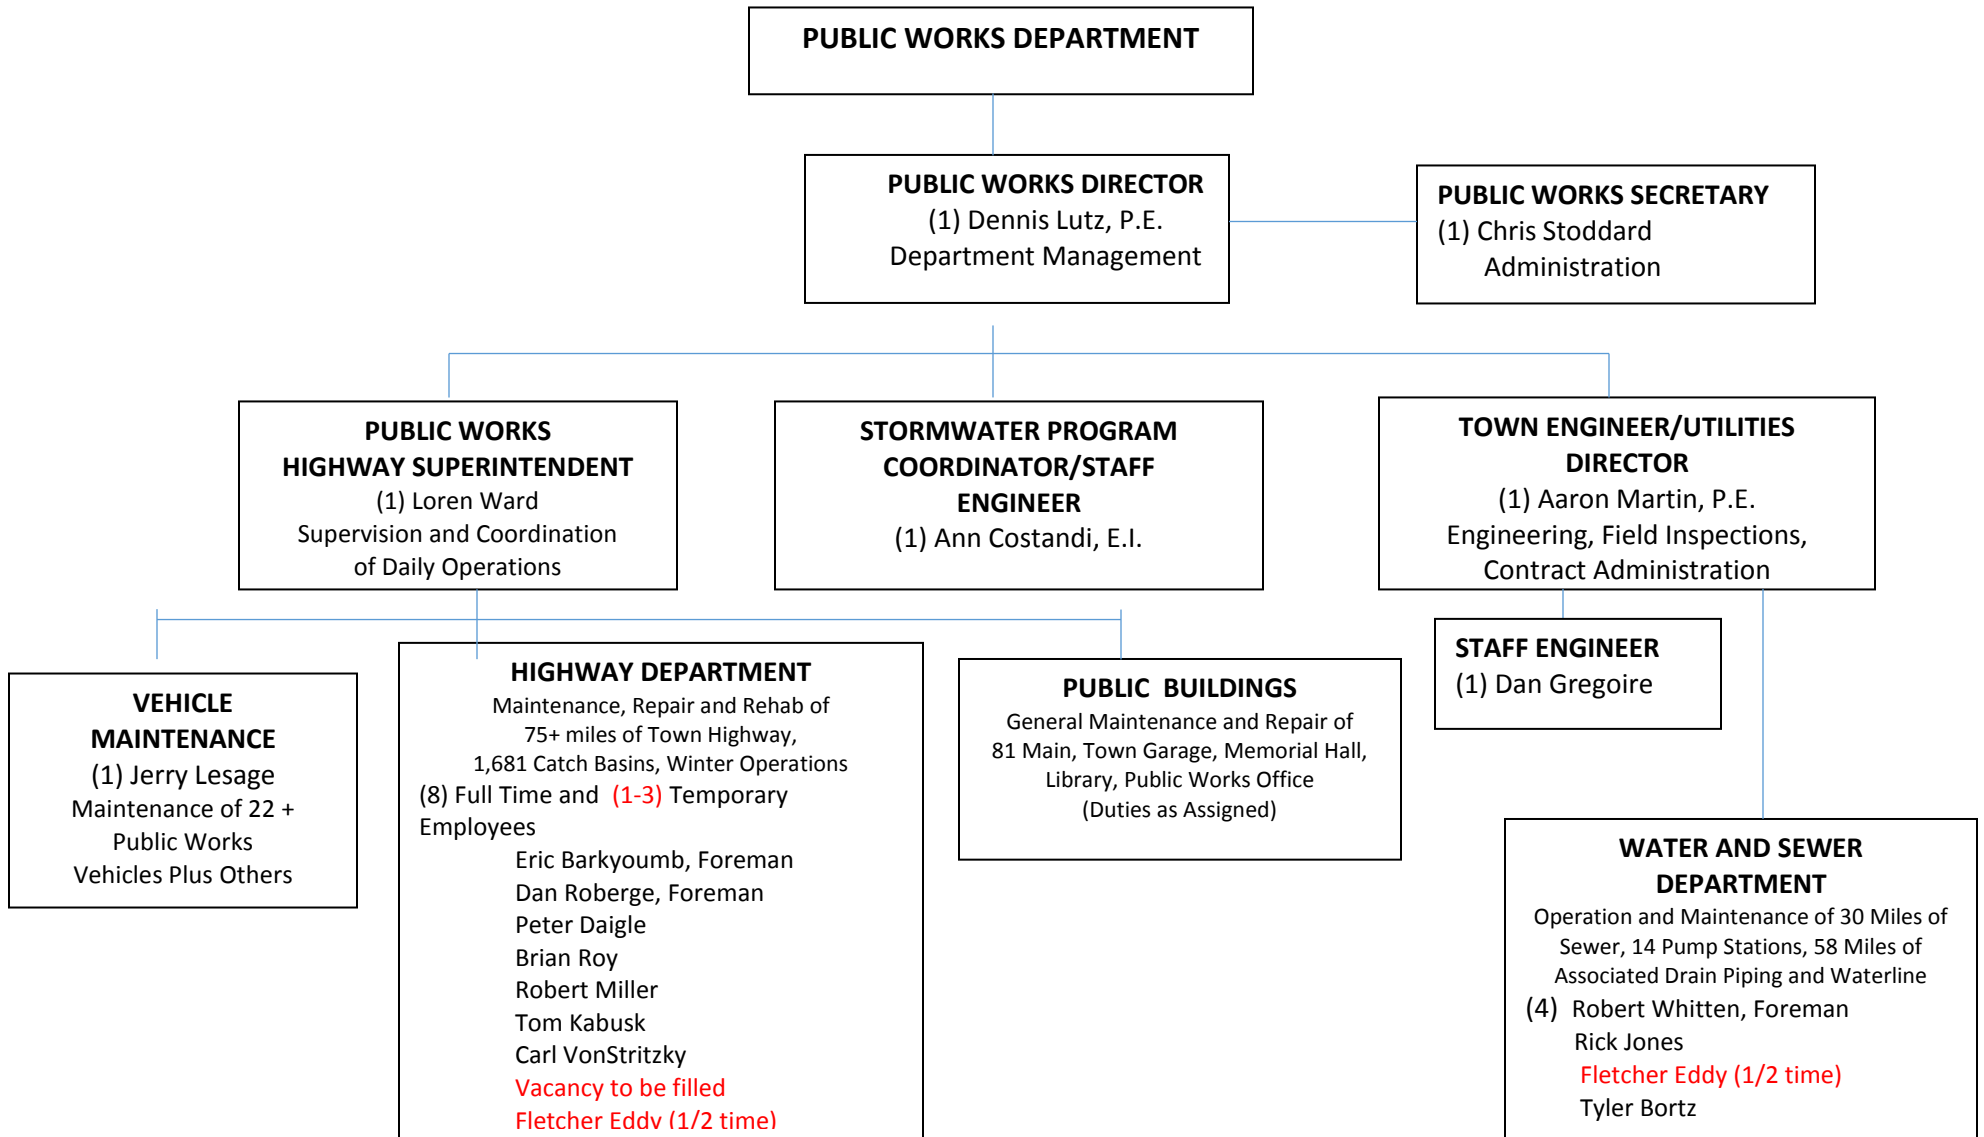 PUBLIC WORKS DEPARTMENT
PUBLIC WORKS DIRECTOR
(1) Dennis Lutz, P.E.
Department Management
PUBLIC WORKS SECRETARY
(1) Chris Stoddard
Administration
PUBLIC WORKS
HIGHWAY SUPERINTENDENT
(1) Loren Ward
Supervision and Coordination
of Daily Operations
STORMWATER PROGRAM
COORDINATOR/STAFF
ENGINEER
(1) Ann Costandi, E.I.
TOWN ENGINEER/UTILITIES
DIRECTOR
(1) Aaron Martin, P.E.
Engineering, Field Inspections,
Contract Administration
STAFF ENGINEER
(1) Dan Gregoire
VEHICLE
MAINTENANCE
(1) Jerry Lesage
Maintenance of 22 +
Public Works
Vehicles Plus Others
HIGHWAY DEPARTMENT
Maintenance, Repair and Rehab of
75+ miles of Town Highway,
1,681 Catch Basins, Winter Operations
(8) Full Time and (1-3) Temporary
Employees
Eric Barkyoumb, Foreman
Dan Roberge, Foreman
Peter Daigle
Brian Roy
Robert Miller
Tom Kabusk
Carl VonStritzky
Vacancy to be filled
Fletcher Eddy (1/2 time)
PUBLIC BUILDINGS
General Maintenance and Repair of
81 Main, Town Garage, Memorial Hall,
Library, Public Works Office
(Duties as Assigned)
WATER AND SEWER
DEPARTMENT
Operation and Maintenance of 30 Miles of
Sewer, 14 Pump Stations, 58 Miles of
Associated Drain Piping and Waterline
(4) Robert Whitten, Foreman
Rick Jones
Fletcher Eddy (1/2 time)
Tyler Bortz